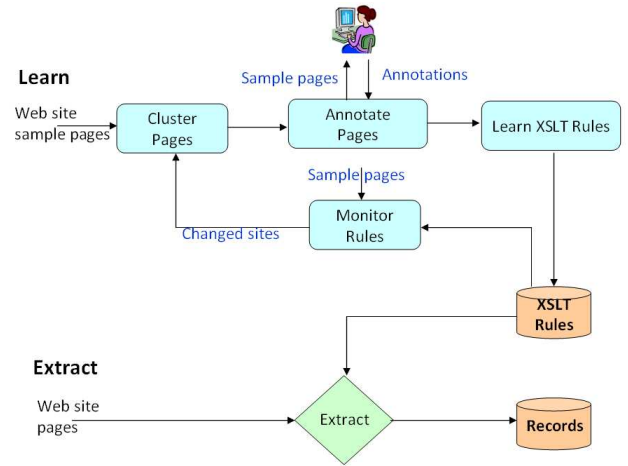 Learn
Sample pages
Annotations
Web site
sample pages
Cluster
Pages
Annotate
Pages
Learn XSLT Rules
Sample pages
Monitor
Rules
Changed sites
XSLT
Rules
Extract
Web site
pages
Extract
Records